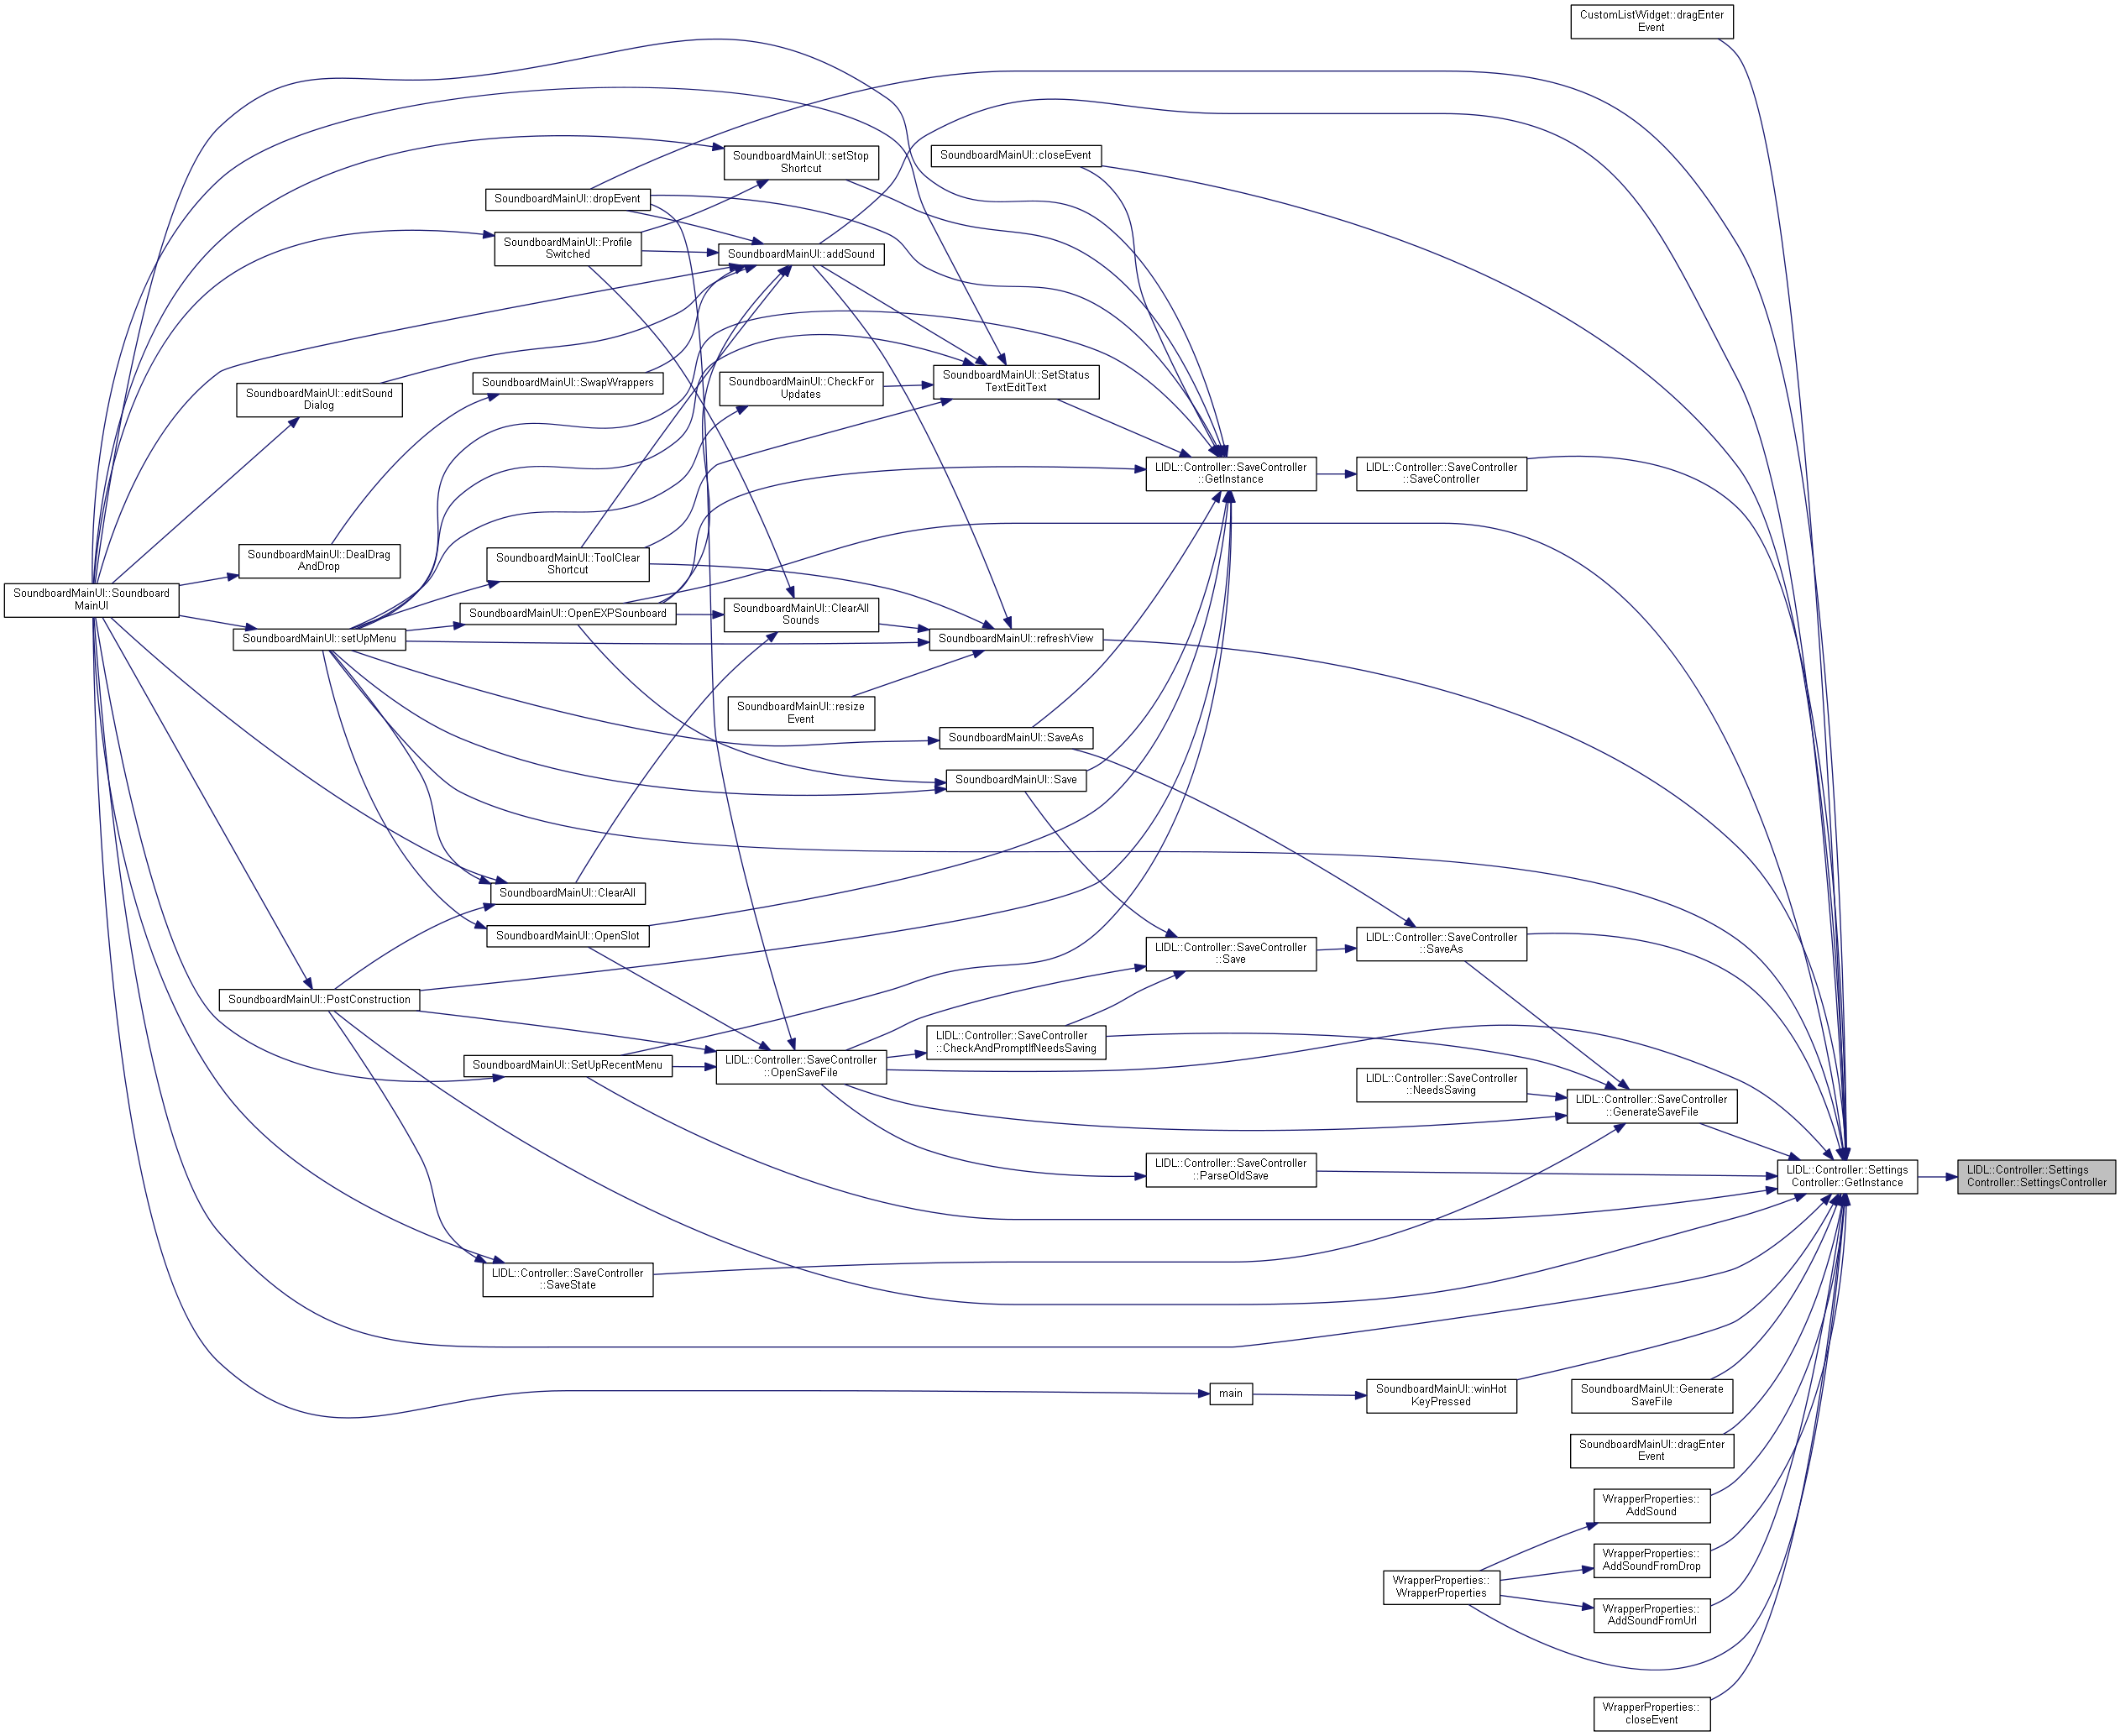 CustomListWidget::dragEnter
Event
SoundboardMainUI::setStop
Shortcut
SoundboardMainUI::closeEvent
SoundboardMainUI::dropEvent
SoundboardMainUI::Profile
Switched
SoundboardMainUI::addSound
SoundboardMainUI::SetStatus
TextEditText
SoundboardMainUI::CheckFor
Updates
SoundboardMainUI::SwapWrappers
SoundboardMainUI::editSound
Dialog
LIDL::Controller::SaveController
::GetInstance
LIDL::Controller::SaveController
::SaveController
SoundboardMainUI::DealDrag
AndDrop
SoundboardMainUI::ToolClear
Shortcut
SoundboardMainUI::Soundboard
MainUI
SoundboardMainUI::OpenEXPSounboard
SoundboardMainUI::ClearAll
Sounds
SoundboardMainUI::setUpMenu
SoundboardMainUI::refreshView
SoundboardMainUI::resize
Event
SoundboardMainUI::SaveAs
SoundboardMainUI::Save
SoundboardMainUI::ClearAll
SoundboardMainUI::OpenSlot
LIDL::Controller::SaveController
::Save
LIDL::Controller::SaveController
::SaveAs
SoundboardMainUI::PostConstruction
LIDL::Controller::SaveController
::CheckAndPromptIfNeedsSaving
SoundboardMainUI::SetUpRecentMenu
LIDL::Controller::SaveController
::OpenSaveFile
LIDL::Controller::SaveController
::NeedsSaving
LIDL::Controller::SaveController
::GenerateSaveFile
LIDL::Controller::SaveController
::ParseOldSave
LIDL::Controller::Settings
Controller::GetInstance
LIDL::Controller::Settings
Controller::SettingsController
LIDL::Controller::SaveController
::SaveState
main
SoundboardMainUI::winHot
KeyPressed
SoundboardMainUI::Generate
SaveFile
SoundboardMainUI::dragEnter
Event
WrapperProperties::
AddSound
WrapperProperties::
AddSoundFromDrop
WrapperProperties::
WrapperProperties
WrapperProperties::
AddSoundFromUrl
WrapperProperties::
closeEvent